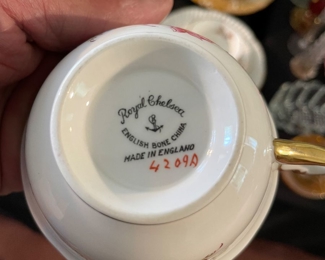 Royal Chelsea
ENGLISH BONE CHINA
MADE IN ENGLAND
4209A